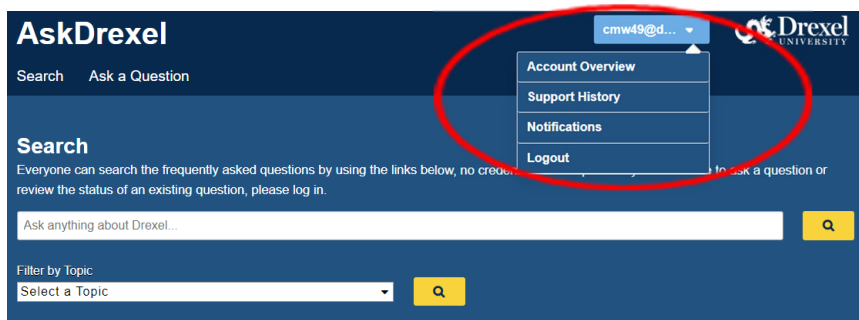 AskDrexel
cmw49@d...
Drexel
UNIVERSITY
Search Ask a Question
Account Overview
Support History
Notifications
Logout
Search
Everyone can search the frequently asked questions by using the links below, no to ask a question or
review the status of an existing question, please log in.
Ask anything about Drexel...
Filter by Topic
Select a Topic